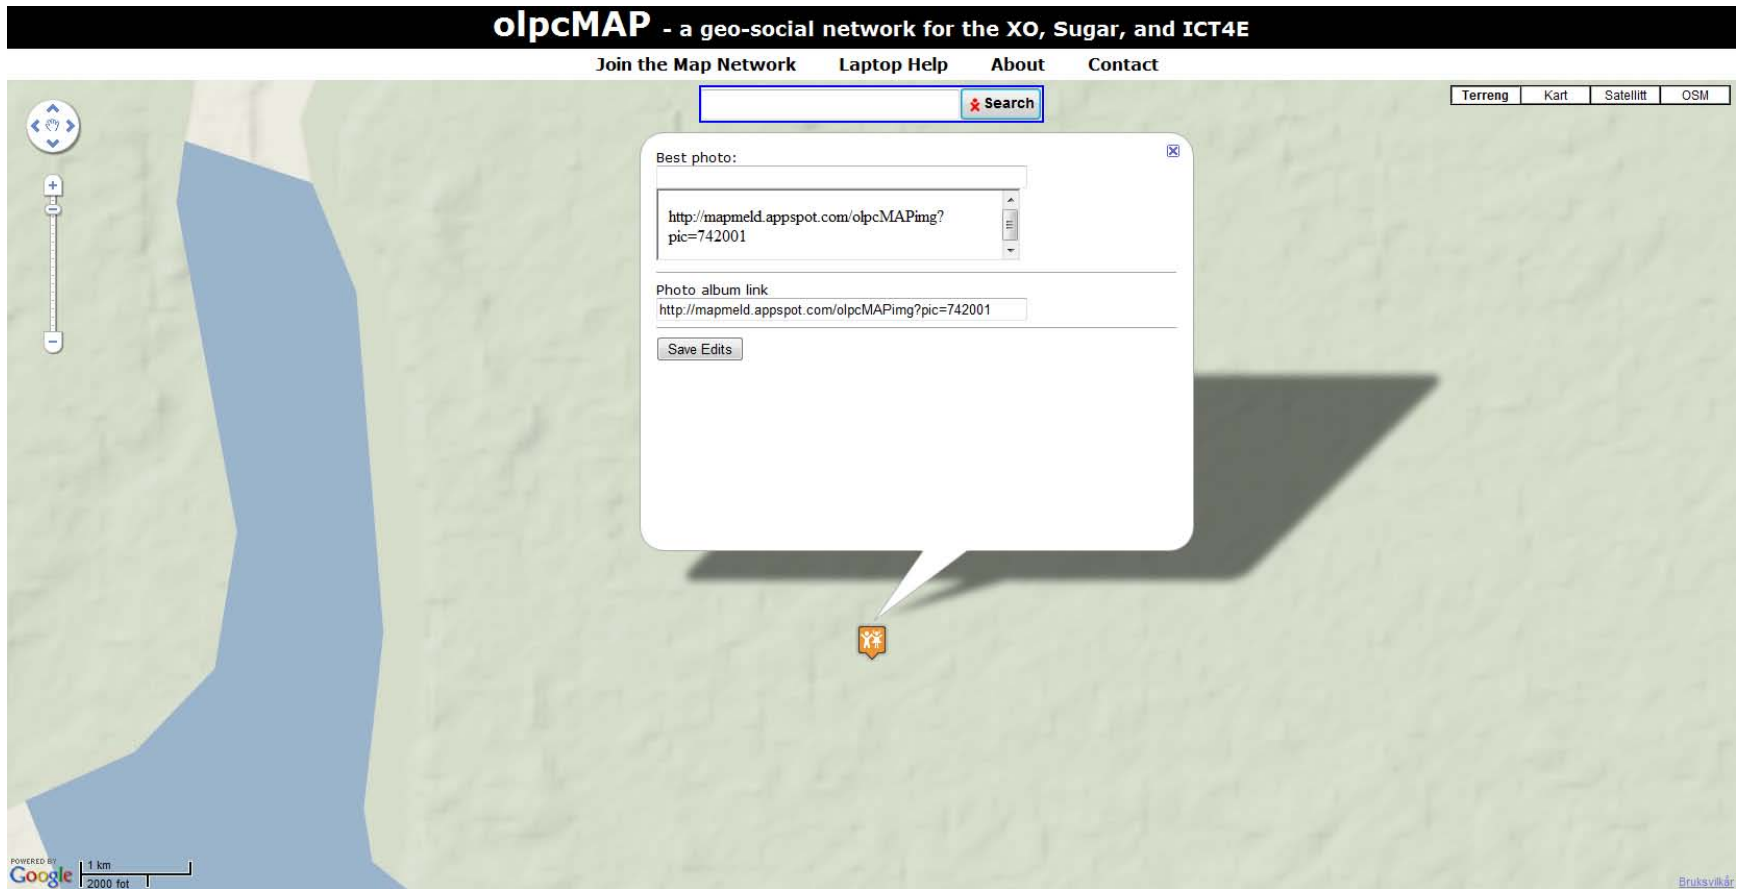 olpcMAP - a geo-social network for the XO, Sugar, and ICT4E
Join the Map Network Laptop Help About Contact
Search
Terreng Kart Satellitt OSM
Best photo:
http://mapmeld.appspot.com/olpcMAPimg?
pic=742001
Photo album link
http://mapmeld.appspot.com/olpcMAPimg?pic=742001
Save Edits
POWERED BY
Google
1 km
2000 fot
Bruksvilkår